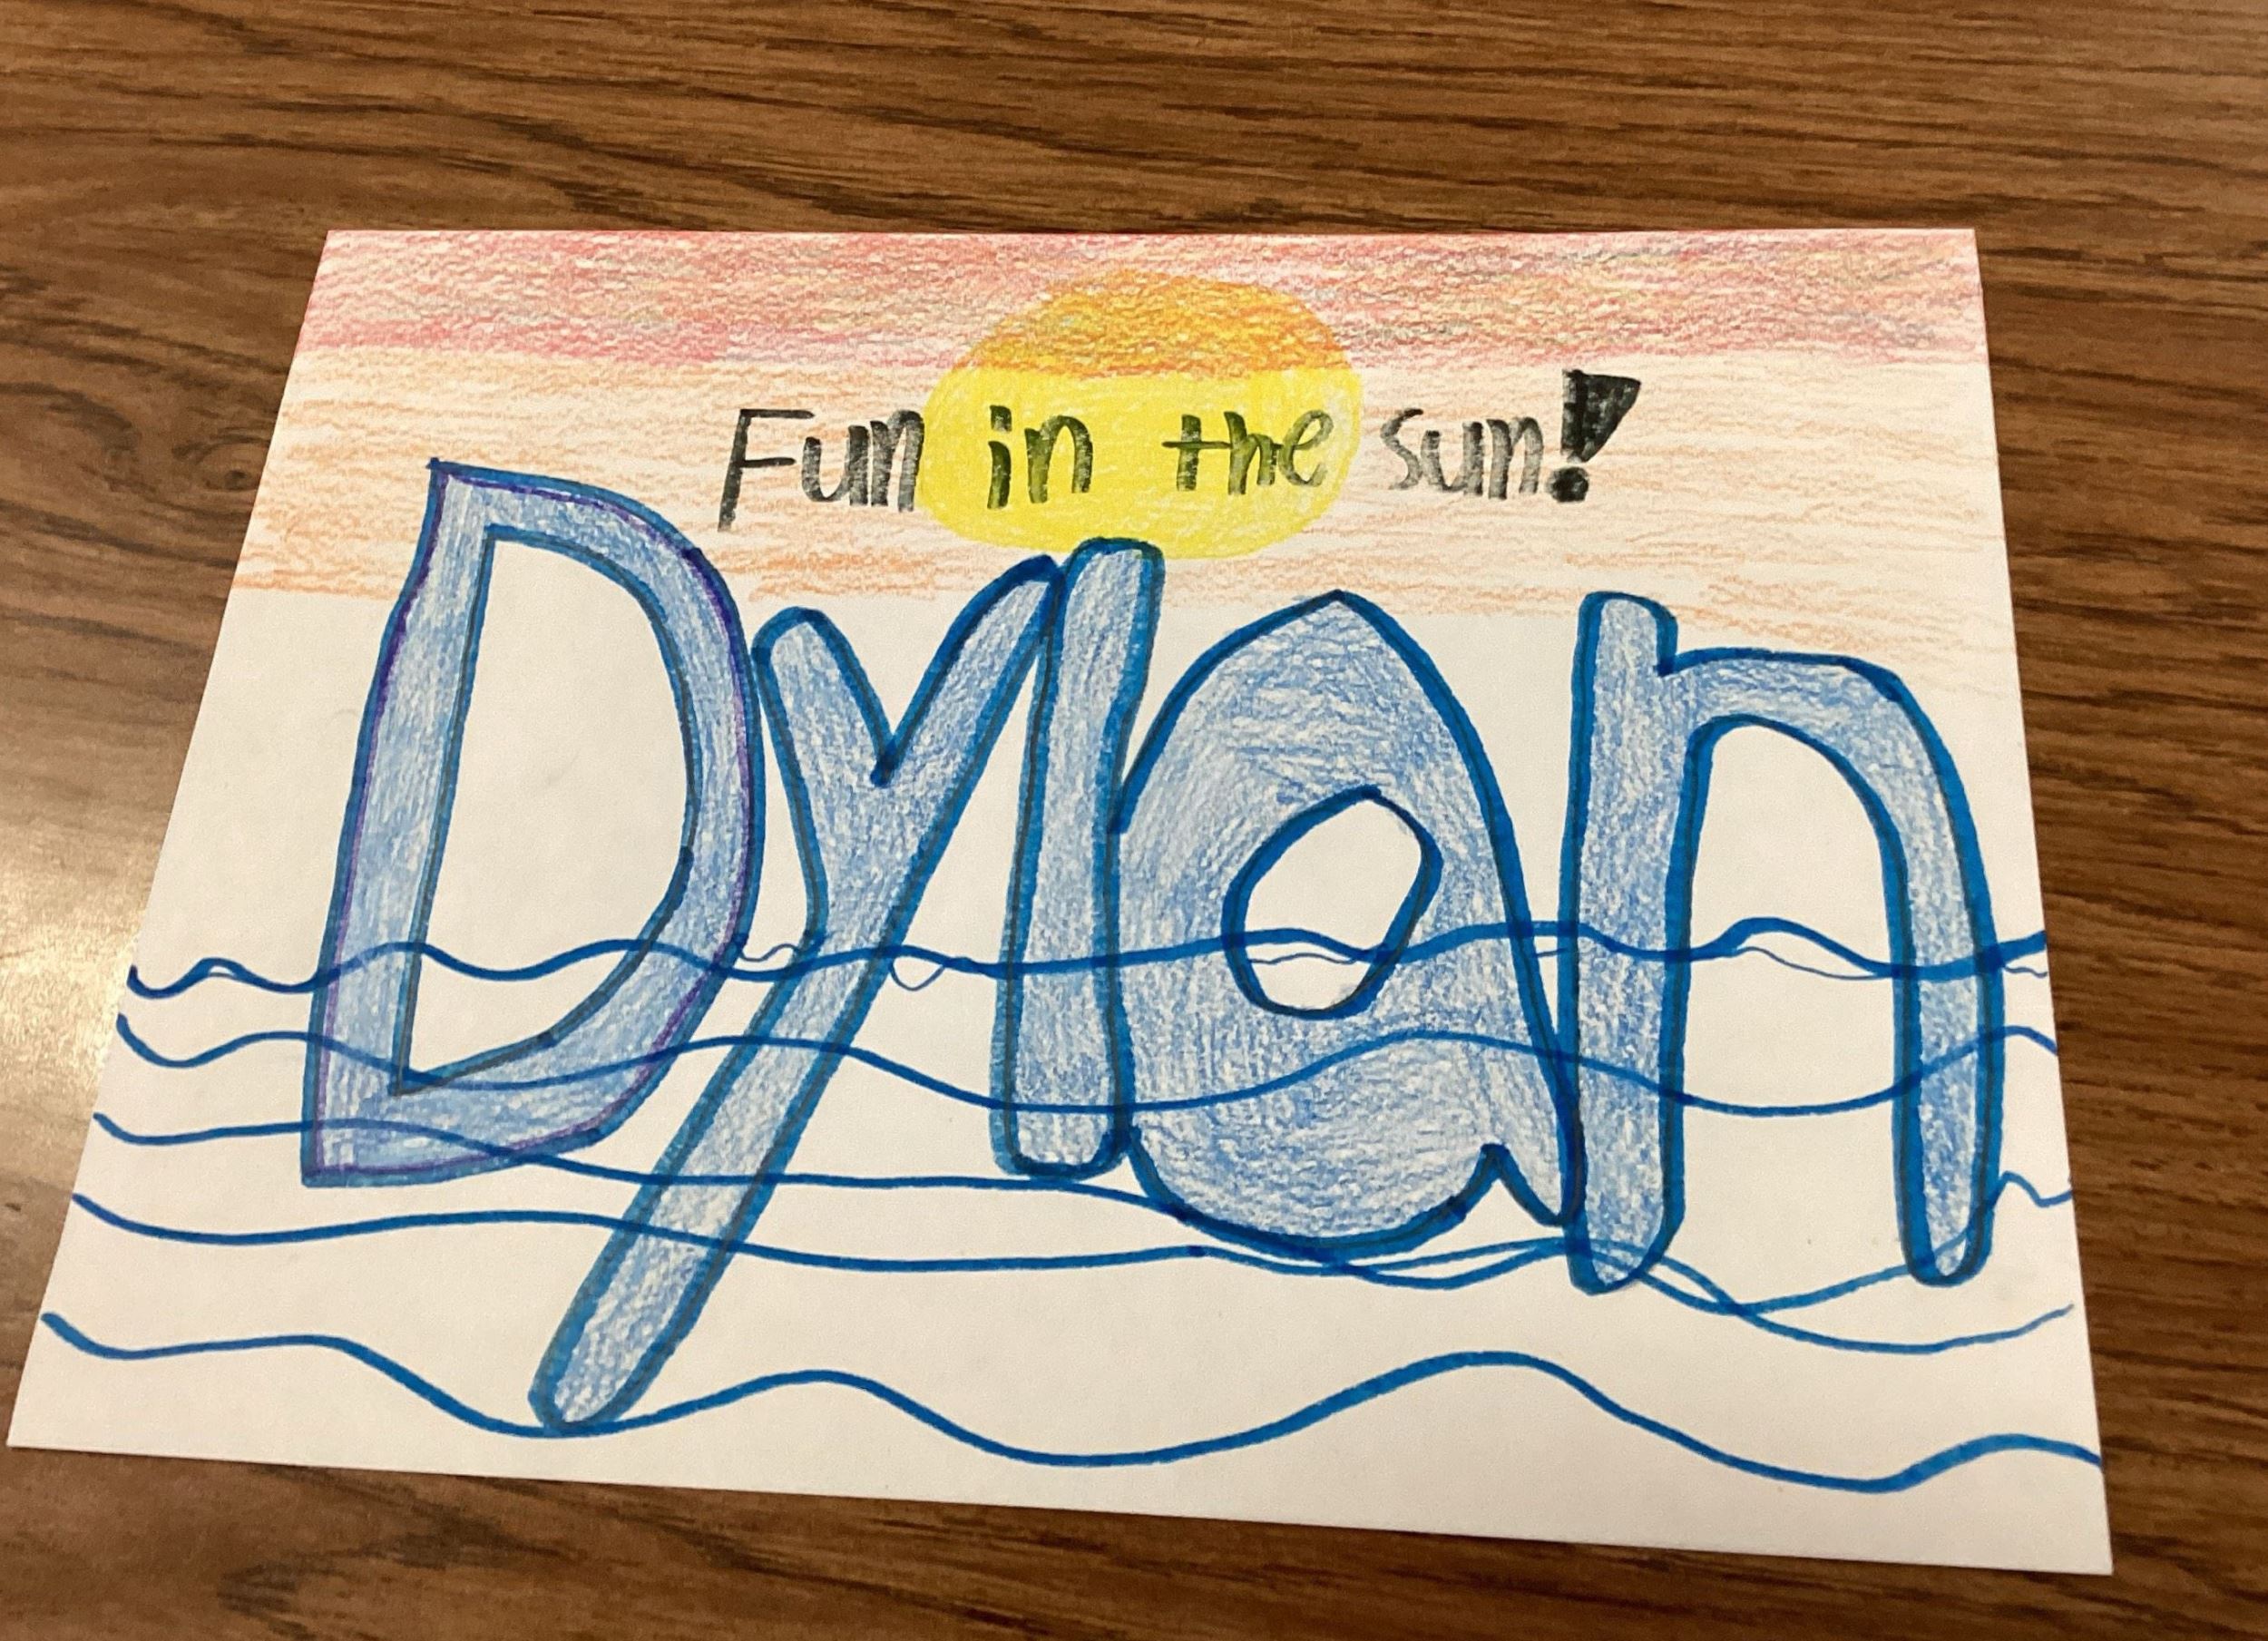 Fun in the sun!
Dylan